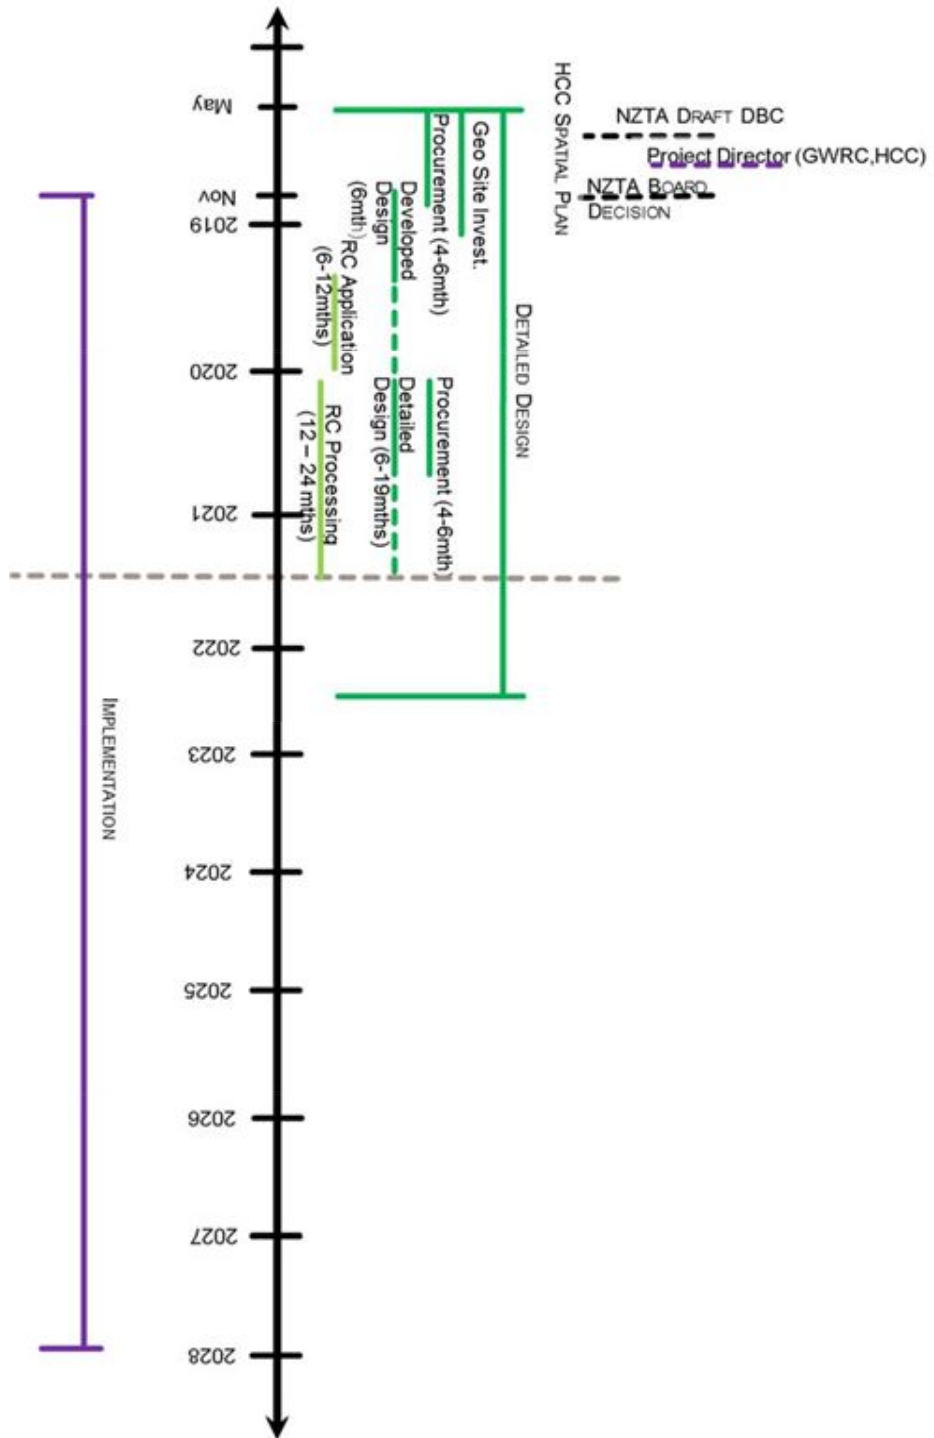 HCC SPATIAL PLAN
NZTA DRAFT DBC
Project Director (GWRC,HCC)
NZTA BOARD
DECISION
DETAILED DESIGN
Geo Site Invest.
Procurement (4-6mth)
Procurement (4-6mth)
Developed
Design
(6mth)
Detailed
Design (6-19mths)
RC Application
(6-12mths)
RC Processing
(12 – 24 mths)
May
Nov
2019
2020
2021
2022
2023
2024
2025
2026
2027
2028
IMPLEMENTATION